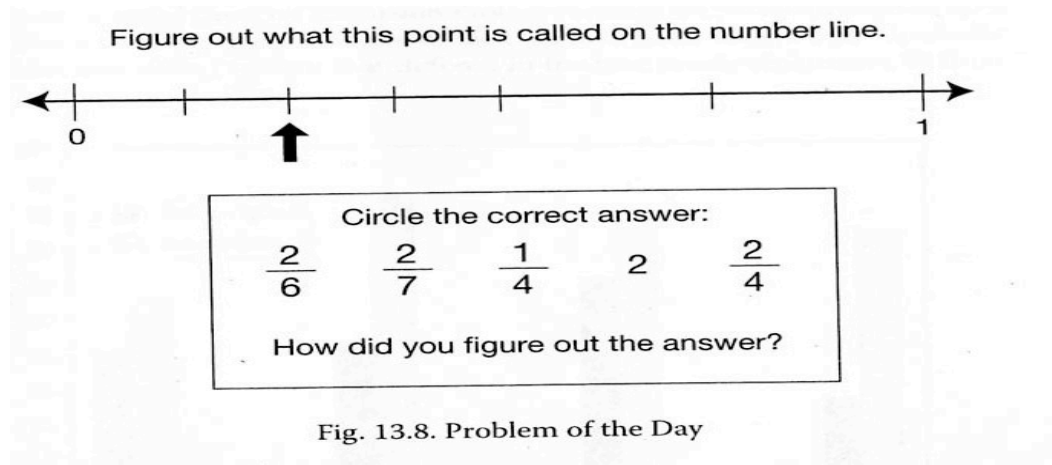 Figure out what this point is called on the number line.
0 1
Circle the correct answer:
2/6 2/7 1/4 2 2/4
How did you figure out the answer?
Fig. 13.8. Problem of the Day